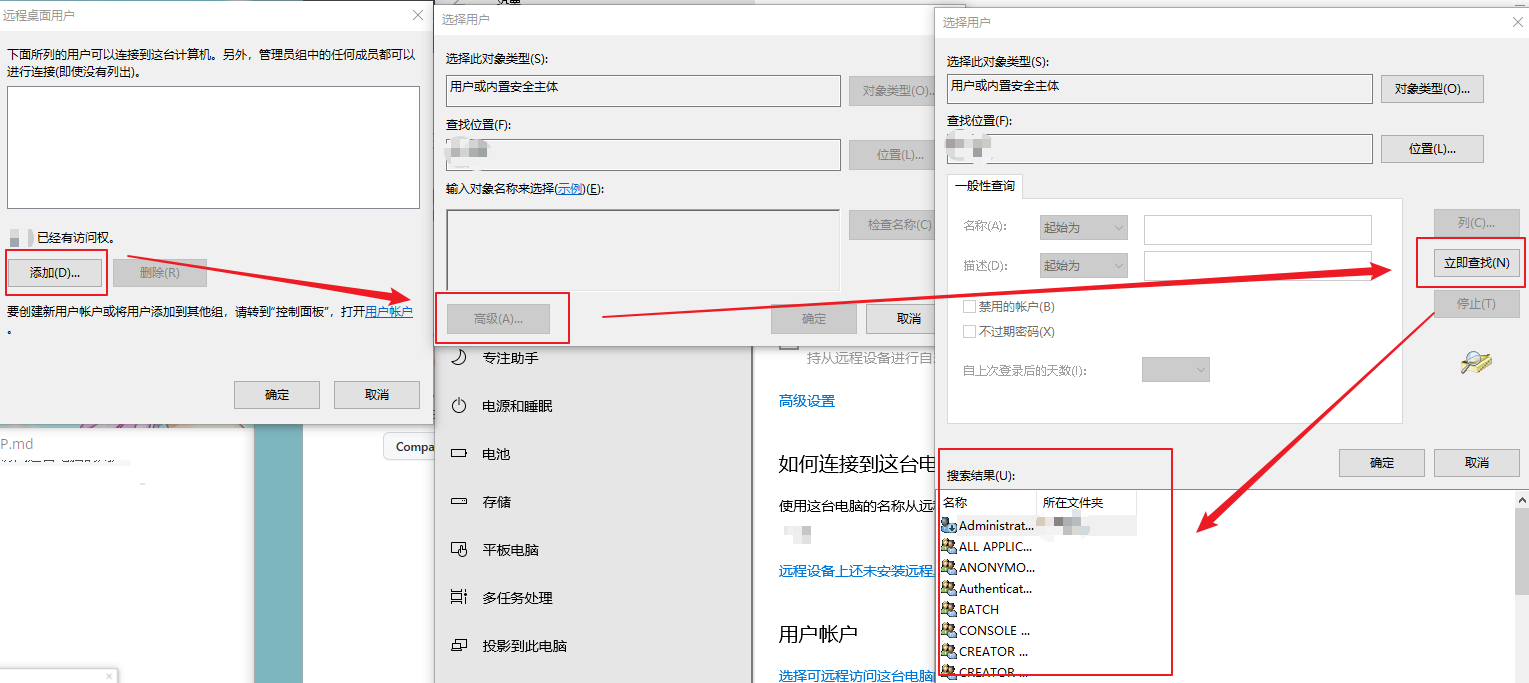 远程桌面用户
下面所列的用户可以连接到这台计算机。另外，管理员组中的任何成员都可以
进行连接(即使没有列出)。
已经有访问权。
添加(D)...
删除(R)
要创建新用户帐户或将用户添加到其他组，请转到“控制面板”，打开用户帐户
。
确定
取消
P.md
Compa
选择用户
选择此对象类型(S):
用户或内置安全主体
对象类型(O)...
查找位置(F):
位置(L)...
输入对象名称来选择(示例)(E):
检查名称(C)
高级(A)...
确定
取消
专注助手
电源和睡眠
电池
存储
平板电脑
多任务处理
投影到此电脑
持从远程设备进行自
高级设置
如何连接到这台电
使用这台电脑的名称从远
远程设备上还未安装远程
用户帐户
选择可远程访问这台电脑
选择用户
选择此对象类型(S):
用户或内置安全主体
对象类型(O)...
查找位置(F):
位置(L)...
一般性查询
名称(A):
起始为
描述(D):
起始为
禁用的帐户(B)
不过期密码(X)
自上次登录后的天数(I):
列(C)...
立即查找(N)
停止(T)
确定
取消
搜索结果(U):
名称
所在文件夹
Administrat...
ALL APPLIC...
ANONYMO...
Authenticat...
BATCH
CONSOLE ...
CREATOR ...
CREATOR ...